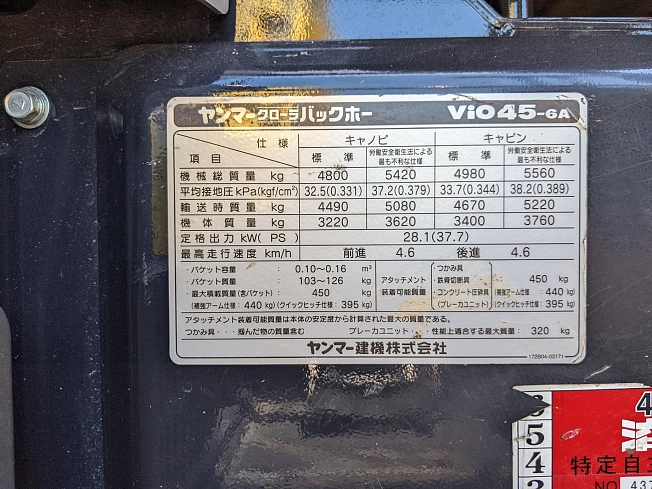 ヤンマークローラバックホー ViO45-6A
仕様 キャノピ キャビン
項目 標準 労働安全衛生法による最も不利な仕様 標準 労働安全衛生法による最も不利な仕様
機械総質量 kg 4800 5420 4980 5560
平均接地圧 kPa(kgf/cm²) 32.5(0.331) 37.2(0.379) 33.7(0.344) 38.2(0.389)
輸送時質量 kg 4490 5080 4670 5220
機体質量 kg 3220 3620 3400 3760
定格出力 kW(PS) 28.1(37.7)
最高走行速度 km/h 前進 4.6 後進 4.6
・バケット容量 0.10〜0.16 m³
・バケット質量 103〜126 kg
・最大積載質量(含バケット) 450 kg
(補強アーム仕様: 440 kg) (クイックヒッチ仕様: 395 kg)
アタッチメント装着可能質量
・つかみ具
・鉄骨切断具 450 kg
・コンクリート圧砕具 (補強アーム仕様: 440 kg)
(ブレーカユニット) (クイックヒッチ仕様: 395 kg)
アタッチメント装着可能質量は本体の安定度から計算された最大の質量である。
つかみ具・・・掴んだ物の質量含む ブレーカユニット・・・性能上適合する最大質量: 320 kg
ヤンマー建機株式会社
172B04-03171
5
4
特定自主
NO 437